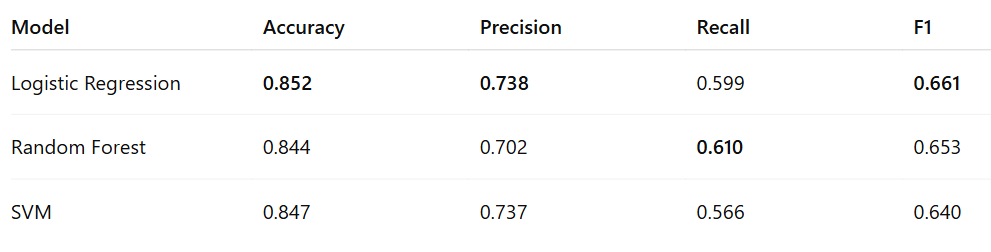 Model Accuracy Precision Recall F1
Logistic Regression 0.852 0.738 0.599 0.661
Random Forest 0.844 0.702 0.610 0.653
SVM 0.847 0.737 0.566 0.640